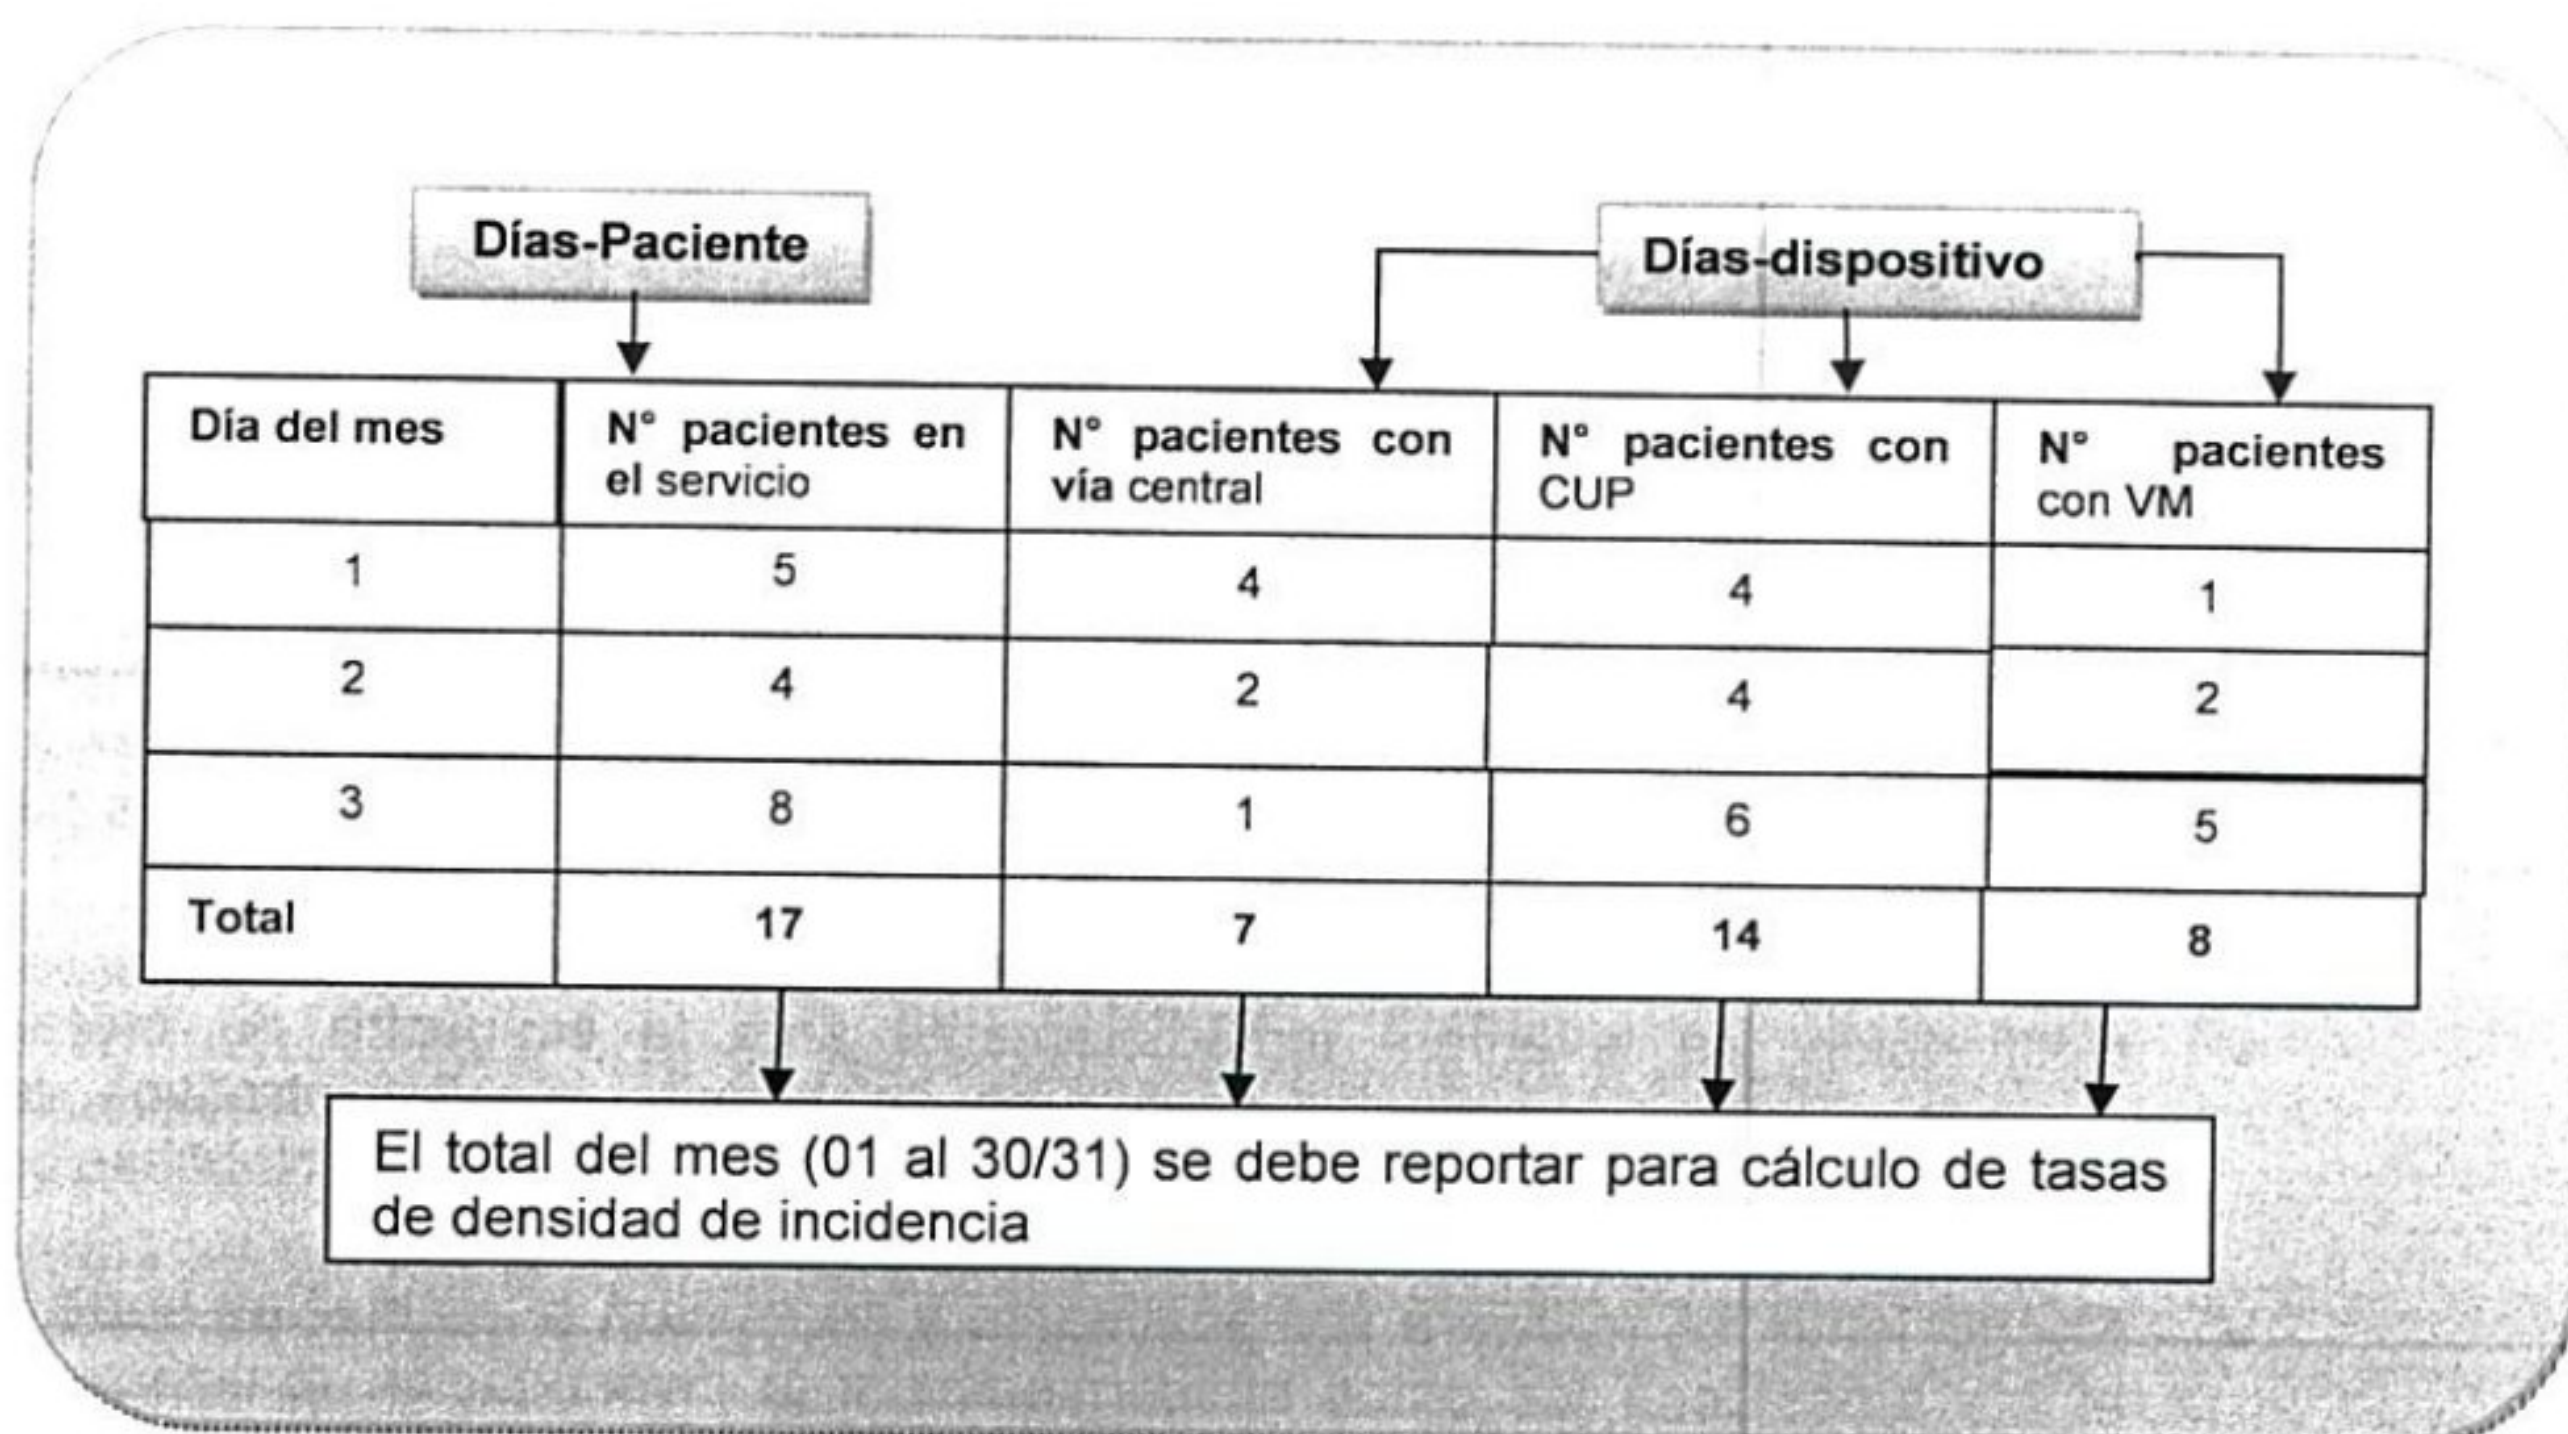 Días-Paciente
Días-dispositivo
Día del mes
N° pacientes en
el servicio
N° pacientes con
vía central
N° pacientes con
CUP
N° pacientes
con VM
1
5
4
4
1
2
4
2
4
2
3
8
1
6
5
Total
17
7
14
8
El total del mes (01 al 30/31) se debe reportar para cálculo de tasas
de densidad de incidencia